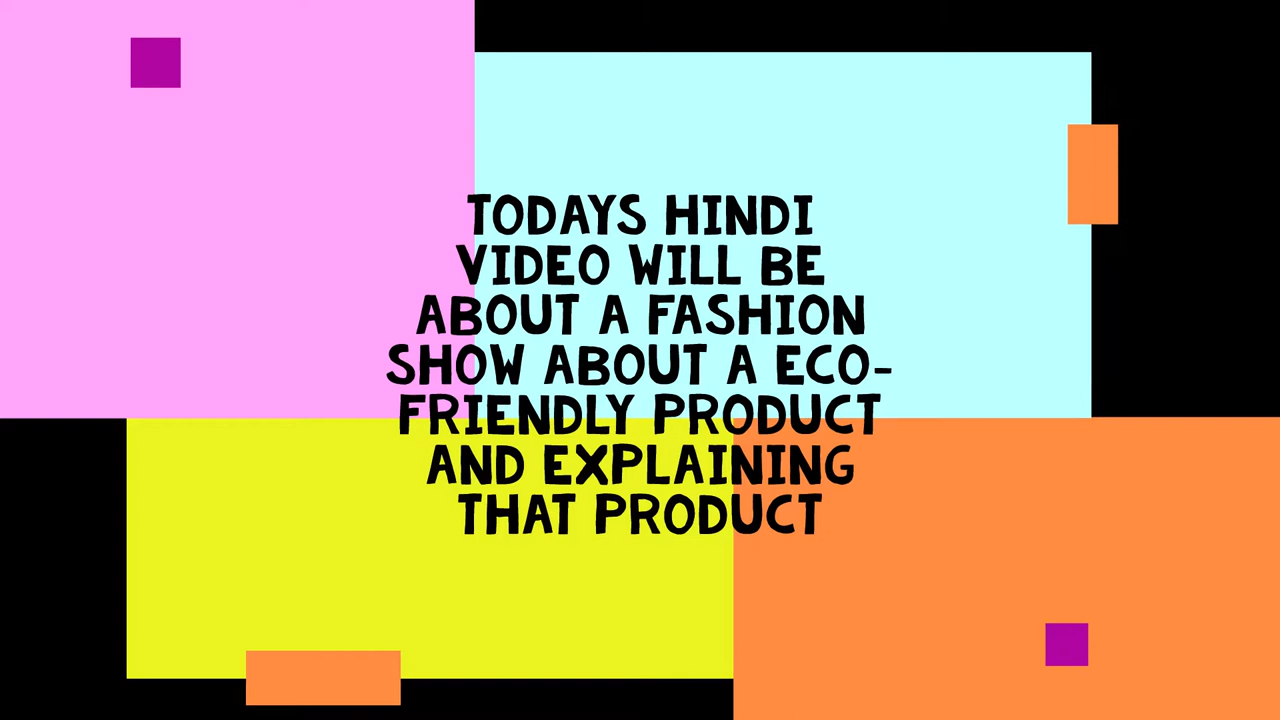 TODAYS HINDI
VIDEO WILL BE
ABOUT A FASHION
SHOW ABOUT A ECO-
FRIENDLY PRODUCT
AND EXPLAINING
THAT PRODUCT